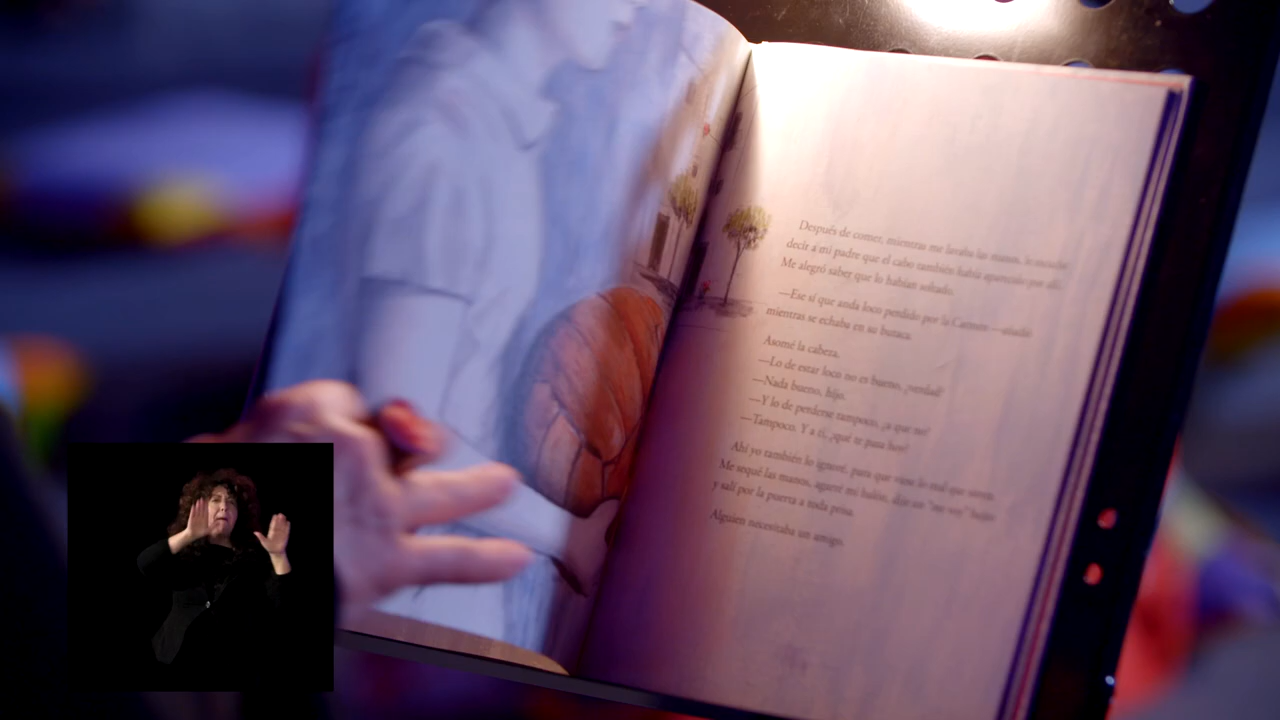 Después de comer, mientras me lavaba las manos, le escuché
decir a mi padre que el cabo también había aparecido por allí.
Me alegró saber que lo habían soltado.
—Ese sí que anda loco perdido por la Carmen —añadió
mientras se echaba en su butaca.
Asomé la cabeza.
—Lo de estar loco no es bueno, ¿verdad?
—Nada bueno, hijo.
—Y lo de perderse tampoco, ¿a que no?
—Tampoco. Y a ti, ¿qué te pasa hoy?
Ahí yo también lo ignoré, para que viese lo mal que sienta.
Me sequé las manos, agarré mi balón, dije un "me voy" bajito
y salí por la puerta a toda prisa.
Alguien necesitaba un amigo.